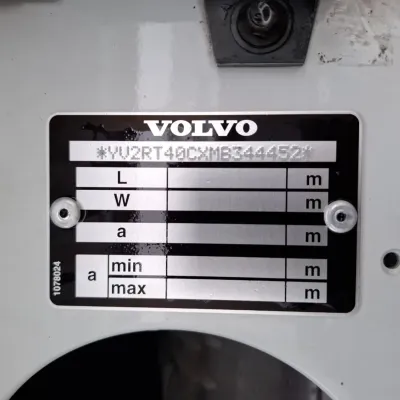 VOLVO
*YV2RT40CXMB344452*
L m
W m
a m
a min m
max m
1078024